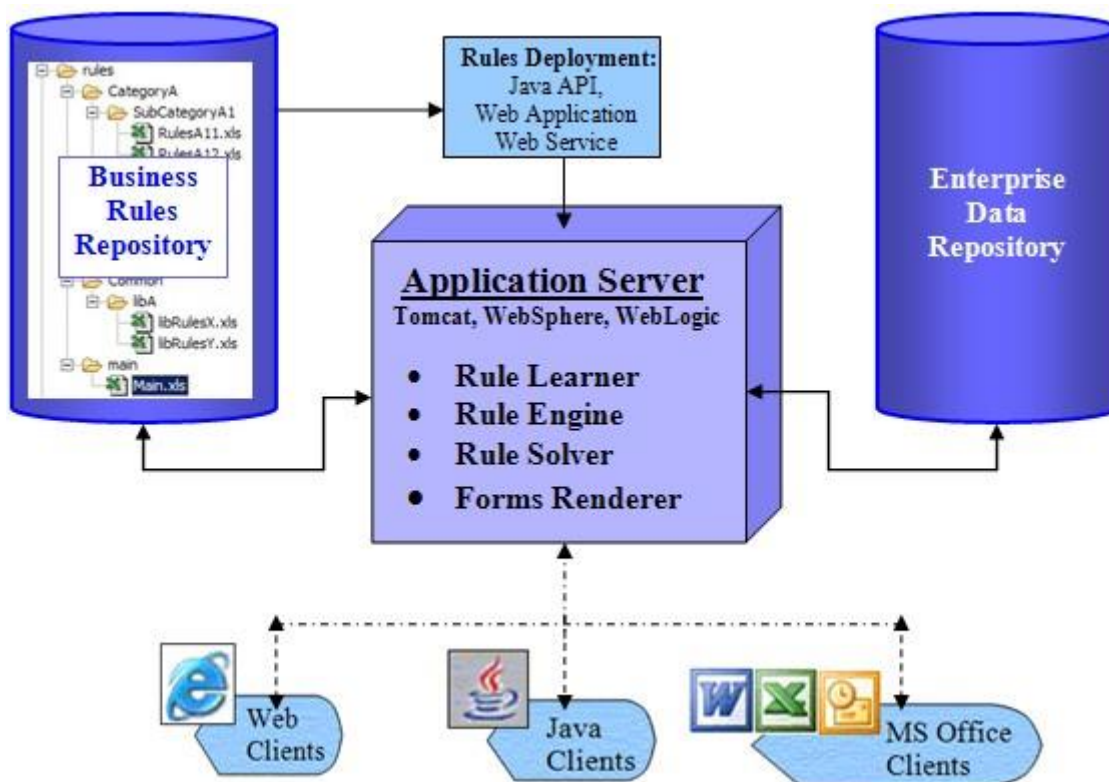 rules
CategoryA
SubCategoryA1
RulesA11.xls
RulesA12.xls
Business
Rules
Repository
Common
libA
libRulesX.xls
libRulesY.xls
main
Main.xls
Rules Deployment:
Java API,
Web Application
Web Service
Enterprise
Data
Repository
Application Server
Tomcat, WebSphere, WebLogic
• Rule Learner
• Rule Engine
• Rule Solver
• Forms Renderer
Web
Clients
Java
Clients
MS Office
Clients